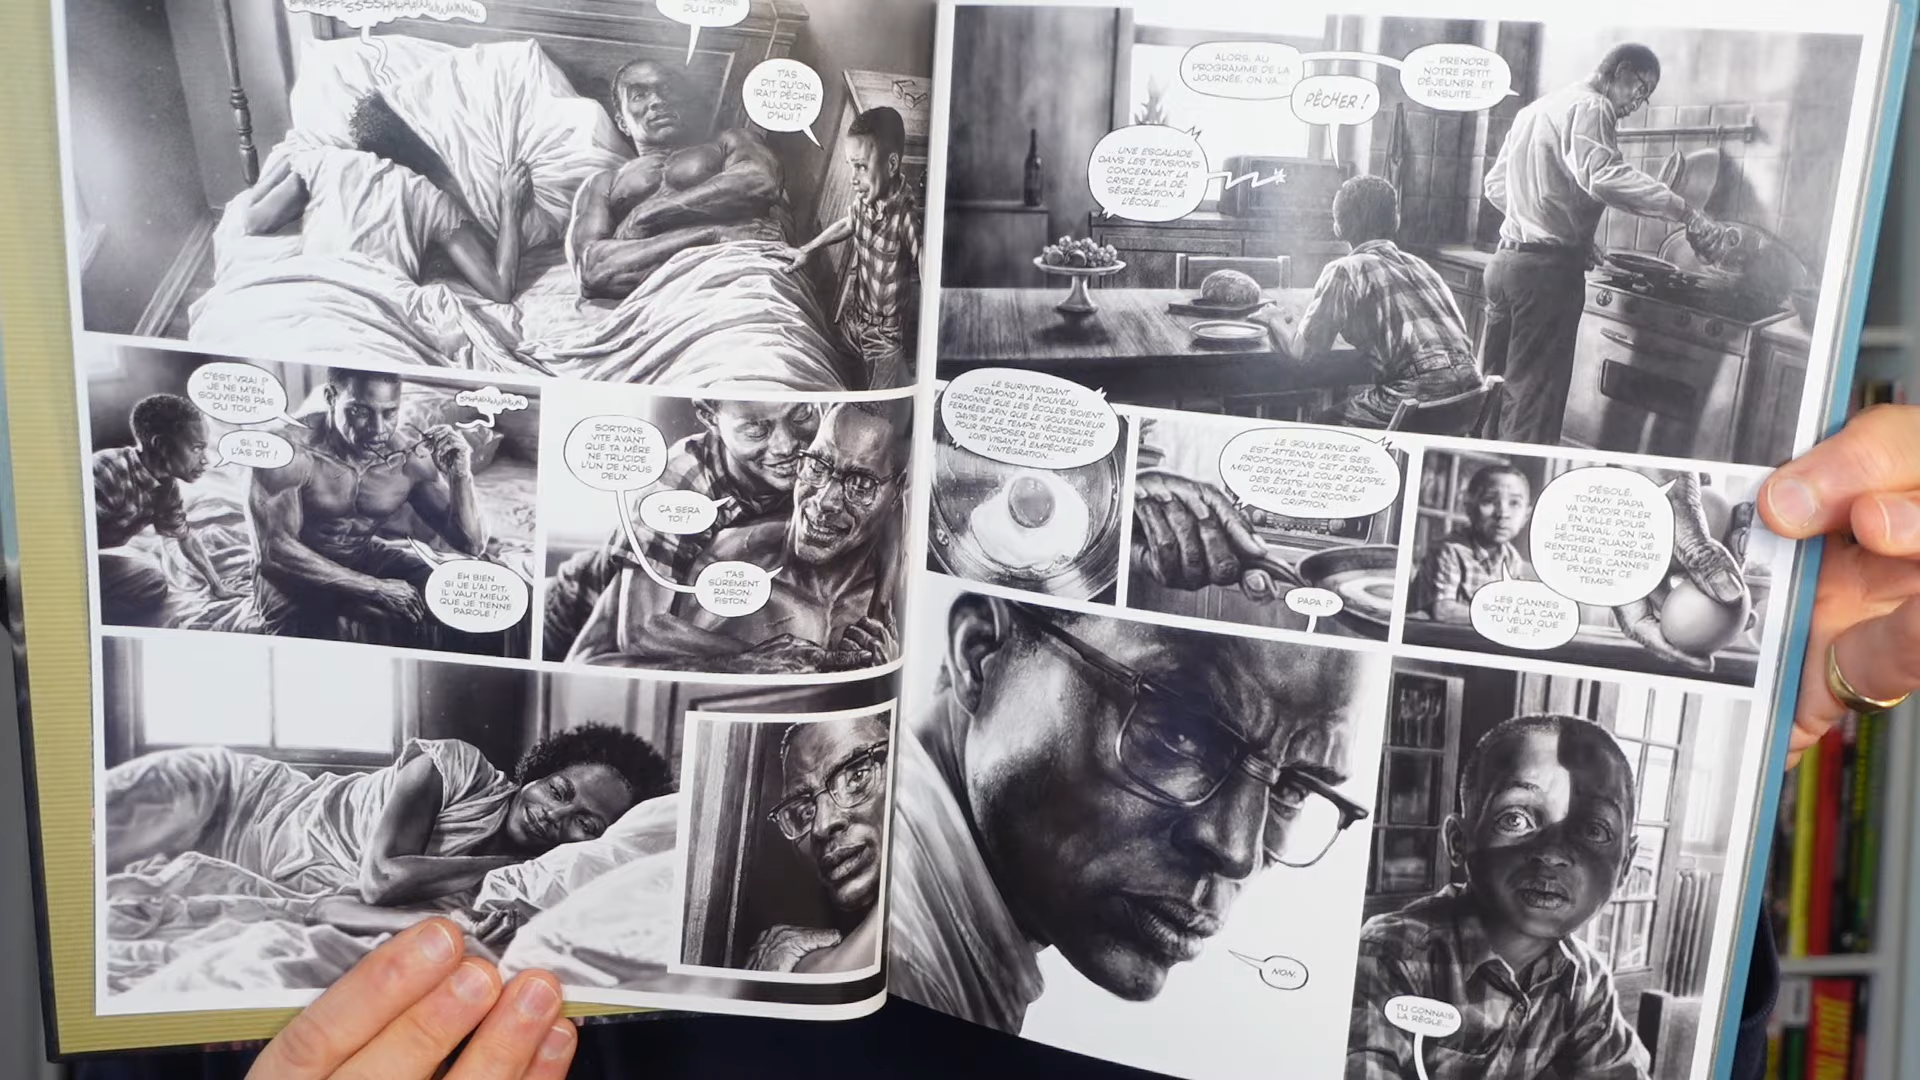 DU LIT !
T'AS
DIT QU'ON
IRAIT PÊCHER
AUJOUR-
D'HUI !
C'EST VRAI ?
JE NE M'EN
SOUVIENS PAS
DU TOUT.
SI, TU
L'AS DIT !
EH BIEN
SI JE L'AI DIT,
IL VAUT MIEUX
QUE JE TIENNE
PAROLE !
SORTONS
VITE AVANT
QUE TA MÈRE
NE TRUCIDE
L'UN DE NOUS
DEUX.
ÇA SERA
TOI !
T'AS
SÛREMENT
RAISON,
FISTON.
ALORS, AU
PROGRAMME DE LA
JOURNÉE, ON VA...
PÊCHER !
... PRENDRE
NOTRE PETIT
DÉJEUNER, ET
ENSUITE...
... UNE ESCALADE
DANS LES TENSIONS
CONCERNANT LA
CRISE DE LA DÉ-
SÉGRÉGATION À
L'ÉCOLE...
... LE SURINTENDANT
REDMOND A À NOUVEAU
ORDONNÉ QUE LES ÉCOLES SOIENT
FERMÉES AFIN QUE LE GOUVERNEUR
DAVIS AIT LE TEMPS NÉCESSAIRE
POUR PROPOSER DE NOUVELLES
LOIS VISANT À EMPÊCHER
L'INTÉGRATION...
... LE GOUVERNEUR
EST ATTENDU AVEC SES
PROPOSITIONS CET APRÈS-
MIDI DEVANT LA COUR D'APPEL
DES ÉTATS-UNIS DE LA
CINQUIÈME CIRCONS-
CRIPTION...
PAPA ?
DÉSOLÉ,
TOMMY. PAPA
VA DEVOIR FILER
EN VILLE POUR
LE TRAVAIL. ON IRA
PÊCHER QUAND JE
RENTRERAI... PRÉPARE
DÉJÀ LES CANNES
PENDANT CE
TEMPS.
LES CANNES
SONT À LA CAVE.
TU VEUX QUE
JE... ?
NON.
TU CONNAIS
LA RÈGLE...